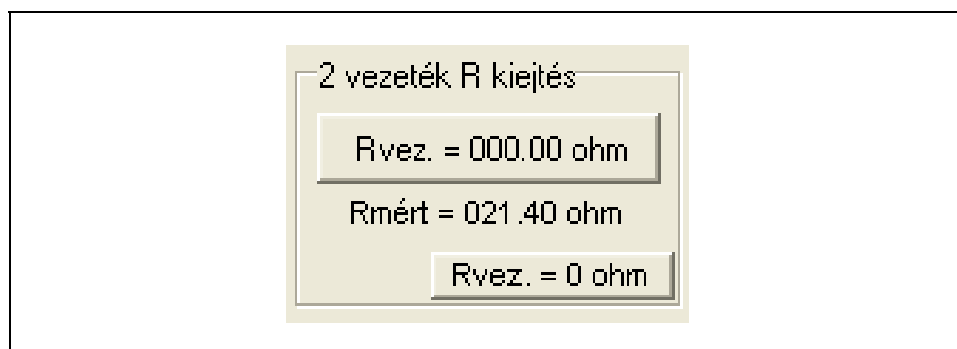 2 vezeték R kiejtés
Rvez. = 000.00 ohm
Rmért = 021.40 ohm
Rvez. = 0 ohm